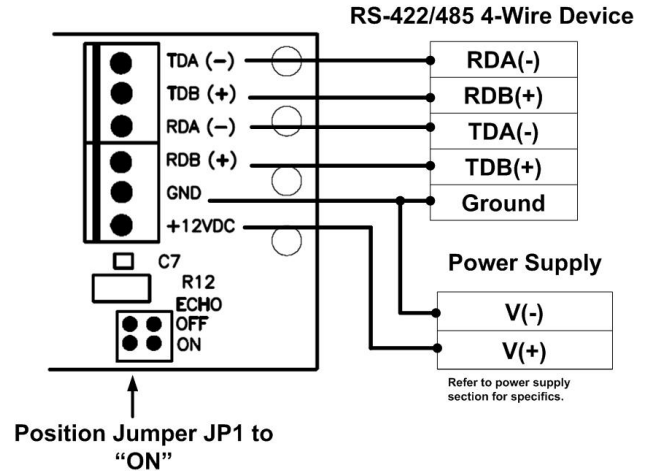 RS-422/485 4-Wire Device
TDA (−)
TDB (+)
RDA (−)
RDB (+)
GND
+12VDC
C7
R12
ECHO
OFF
ON
RDA(-)
RDB(+)
TDA(-)
TDB(+)
Ground
Power Supply
V(-)
V(+)
Refer to power supply
section for specifics.
Position Jumper JP1 to
“ON”